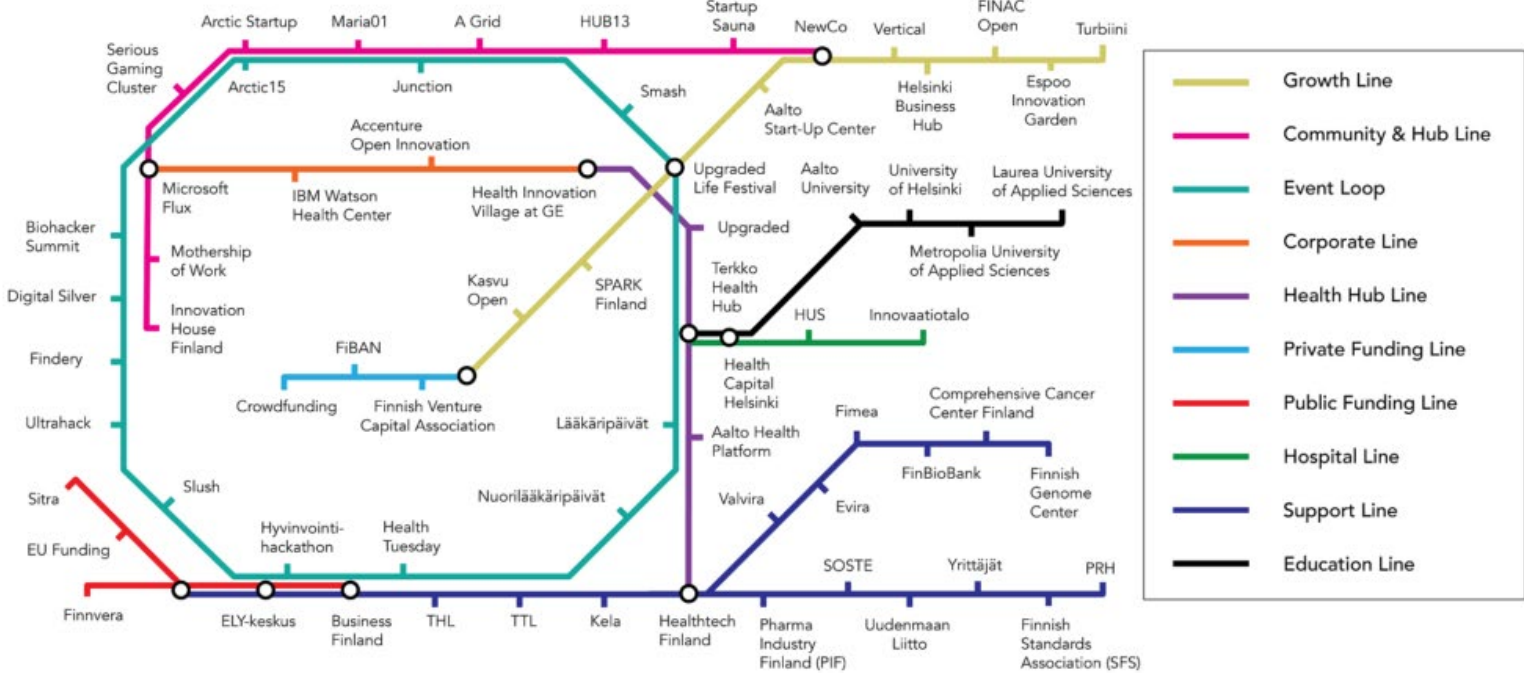 Arctic Startup
Maria01
A Grid
HUB13
Startup
Sauna
NewCo
Vertical
FINAC
Open
Turbiini
Serious
Gaming
Cluster
Arctic15
Junction
Smash
Aalto
Start-Up Center
Helsinki
Business
Hub
Espoo
Innovation
Garden
Accenture
Open Innovation
Microsoft
Flux
IBM Watson
Health Center
Health Innovation
Village at GE
Upgraded
Life Festival
Aalto
University
University
of Helsinki
Laurea University
of Applied Sciences
Biohacker
Summit
Mothership
of Work
Upgraded
Metropolia University
of Applied Sciences
Digital Silver
Innovation
House
Finland
Kasvu
Open
SPARK
Finland
Terkko
Health
Hub
HUS
Innovaatiotalo
Findery
FiBAN
Health
Capital
Helsinki
Crowdfunding
Finnish Venture
Capital Association
Ultrahack
Lääkäripäivät
Aalto Health
Platform
Fimea
Comprehensive Cancer
Center Finland
FinBioBank
Finnish
Genome
Center
Sitra
Slush
Nuorilääkäripäivät
Valvira
Evira
EU Funding
Hyvinvointi-
hackathon
Health
Tuesday
SOSTE
Yrittäjät
PRH
Finnvera
ELY-keskus
Business
Finland
THL
TTL
Kela
Healthtech
Finland
Pharma
Industry
Finland (PIF)
Uudenmaan
Liitto
Finnish
Standards
Association (SFS)
Growth Line
Community & Hub Line
Event Loop
Corporate Line
Health Hub Line
Private Funding Line
Public Funding Line
Hospital Line
Support Line
Education Line